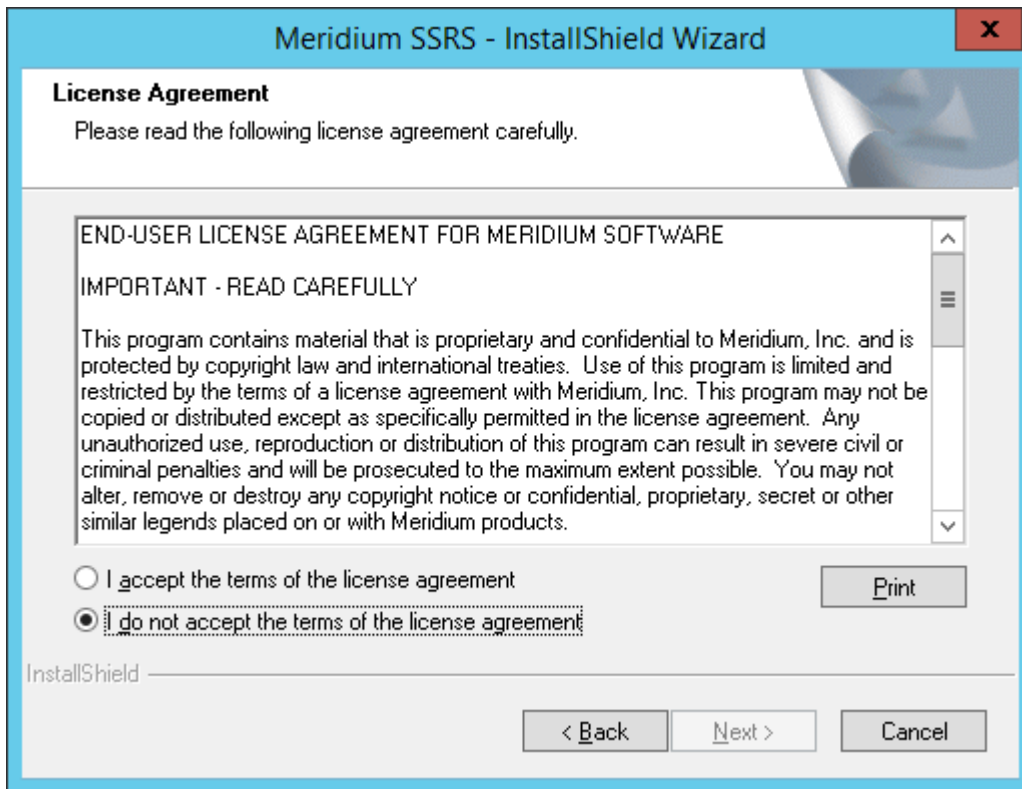 Meridium SSRS - InstallShield Wizard
x
License Agreement
Please read the following license agreement carefully.
END-USER LICENSE AGREEMENT FOR MERIDIUM SOFTWARE
IMPORTANT - READ CAREFULLY
This program contains material that is proprietary and confidential to Meridium, Inc. and is
protected by copyright law and international treaties.  Use of this program is limited and
restricted by the terms of a license agreement with Meridium, Inc. This program may not be
copied or distributed except as specifically permitted in the license agreement.  Any
unauthorized use, reproduction or distribution of this program can result in severe civil or
criminal penalties and will be prosecuted to the maximum extent possible.  You may not
alter, remove or destroy any copyright notice or confidential, proprietary, secret or other
similar legends placed on or with Meridium products.
I accept the terms of the license agreement
Print
I do not accept the terms of the license agreement
InstallShield
< Back
Next >
Cancel